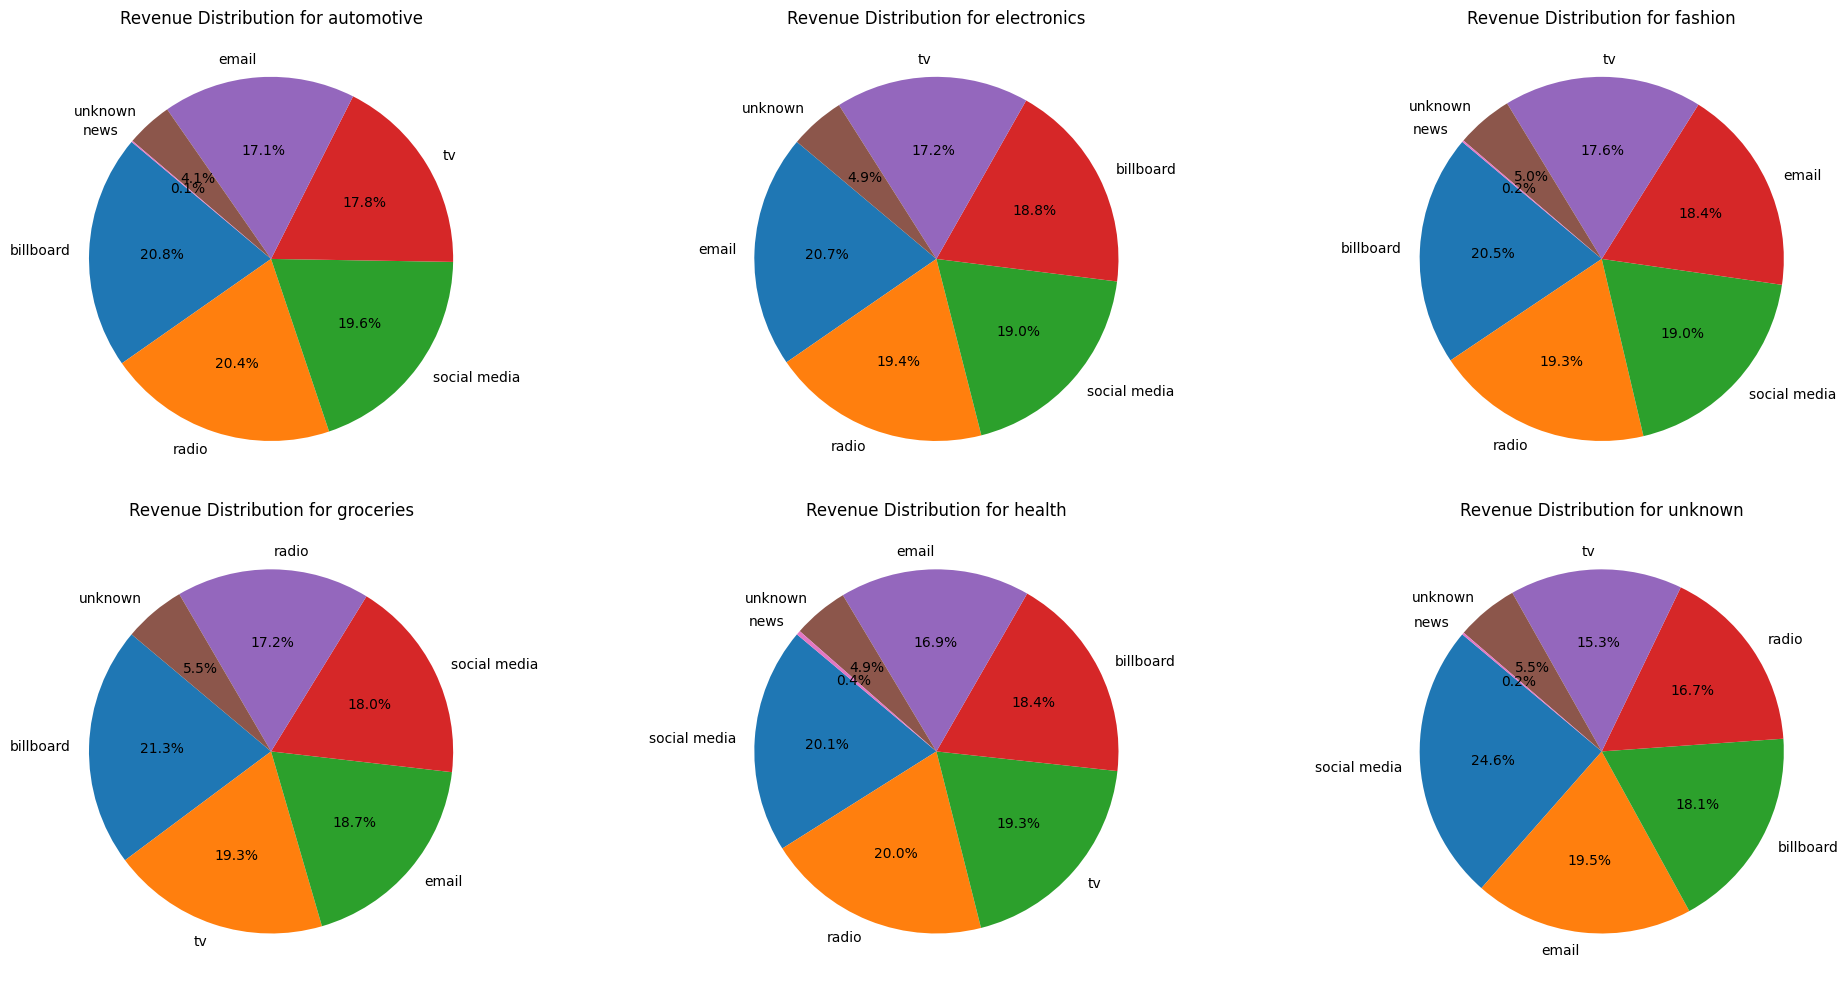 Revenue Distribution for automotive
email
unknown
news
tv
17.1%
4.1%
0.1%
17.8%
billboard
20.8%
19.6%
20.4%
social media
radio
Revenue Distribution for electronics
tv
unknown
billboard
17.2%
4.9%
18.8%
email
20.7%
19.0%
19.4%
social media
radio
Revenue Distribution for fashion
tv
unknown
news
17.6%
email
5.0%
0.2%
18.4%
billboard
20.5%
19.0%
19.3%
social media
radio
Revenue Distribution for groceries
radio
unknown
17.2%
social media
5.5%
18.0%
billboard
21.3%
18.7%
19.3%
email
tv
Revenue Distribution for health
email
unknown
news
16.9%
billboard
4.9%
0.4%
18.4%
social media
20.1%
19.3%
20.0%
tv
radio
Revenue Distribution for unknown
tv
unknown
news
radio
15.3%
5.5%
0.2%
16.7%
social media
24.6%
18.1%
billboard
19.5%
email